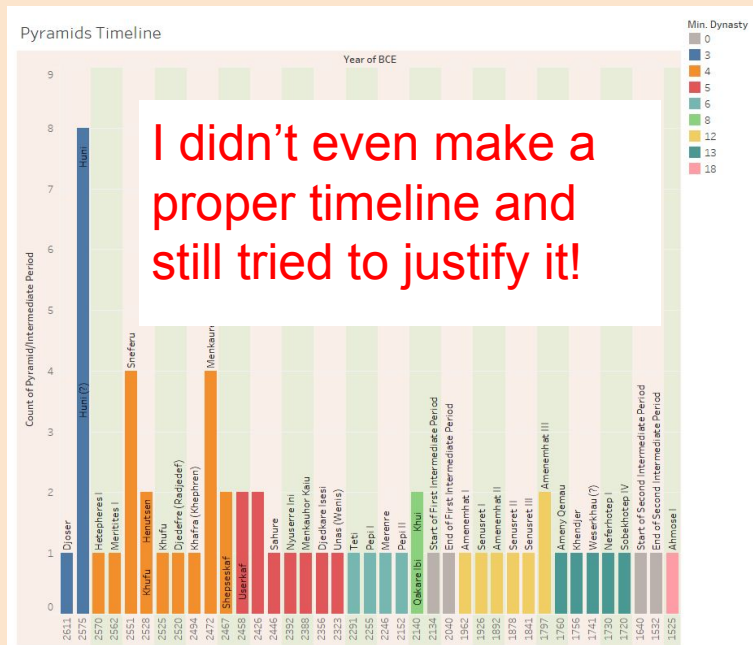 Pyramids Timeline
Year of BCE
Min. Dynasty
0
3
4
5
6
8
12
13
18
I didn’t even make a
proper timeline and
still tried to justify it!
Count of Pyramid/Intermediate Period
9
8
7
6
5
4
3
2
1
0
Djoser
Huni
Huni (?)
Hetepheres I
Meritites I
Sneferu
Henutsen
Khufu
Khufu
Djedefre (Radjedef)
Khafra (Khephren)
Menkaur
Shepseskaf
Userkaf
Sahure
Nyuserre Ini
Menkauhor Kaiu
Djedkare Isesi
Unas (Wenis)
Teti
Pepi I
Merenre
Pepi II
Khui
Qakare Ibi
Start of First Intermediate Period
End of First Intermediate Period
Amenemhat I
Senusret I
Amenemhat II
Senusret II
Senusret III
Amenemhat III
Ameny Qemau
Khendjer
Weserkhau (?)
Neferhotep I
Sobekhotep IV
Start of Second Intermediate Period
End of Second Intermediate Period
Ahmose I
2611
2575
2570
2562
2551
2528
2525
2520
2494
2472
2467
2458
2426
2446
2392
2388
2356
2323
2291
2255
2246
2152
2140
2134
2040
1962
1926
1892
1878
1841
1797
1760
1756
1741
1730
1720
1640
1532
1525